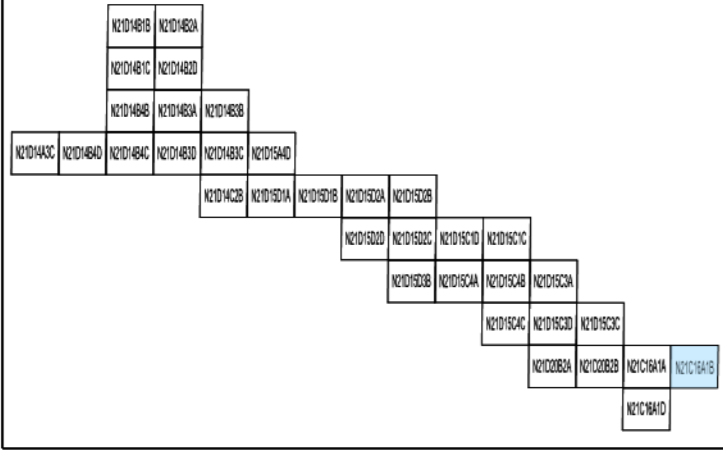 N21D14B1B N21D14B2A
N21D14B1C N21D14B2D
N21D14B4B N21D14B3A N21D14B3B
N21D14A3C N21D14B4D N21D14B4C N21D14B3D N21D14B3C N21D15A4D
N21D14C2B N21D15D1A N21D15D1B N21D15D2A N21D15D2B
N21D15D2D N21D15D2C N21D15C1D N21D15C1C
N21D15D3B N21D15C4A N21D15C4B N21D15C3A
N21D15C4C N21D15C3D N21D15C3C
N21D20B2A N21D20B2B N21C16A1A N21C16A1B
N21C16A1D